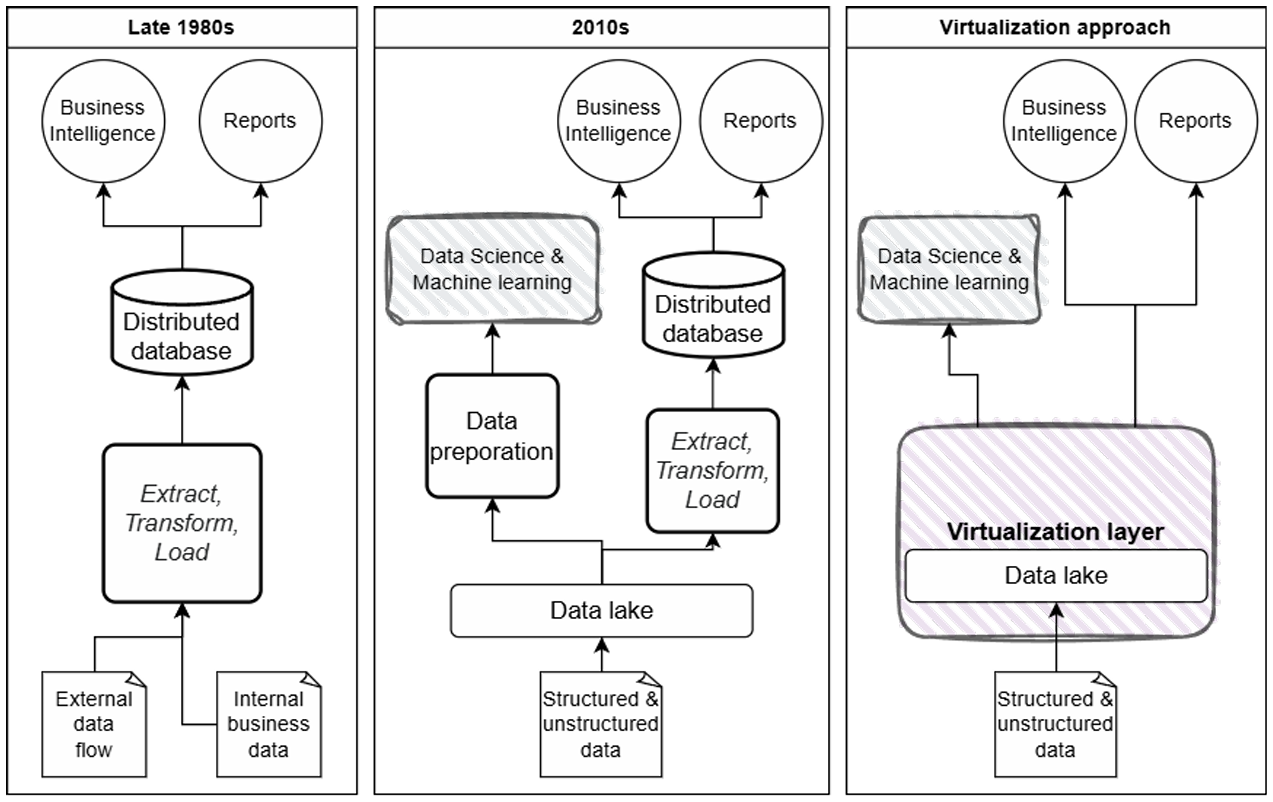 Late 1980s
Business
Intelligence
Reports
Distributed
database
Extract,
Transform,
Load
External
data
flow
Internal
business
data
2010s
Business
Intelligence
Reports
Data Science &
Machine learning
Distributed
database
Data
preporation
Extract,
Transform,
Load
Data lake
Structured &
unstructured
data
Virtualization approach
Business
Intelligence
Reports
Data Science &
Machine learning
Virtualization layer
Data lake
Structured &
unstructured
data